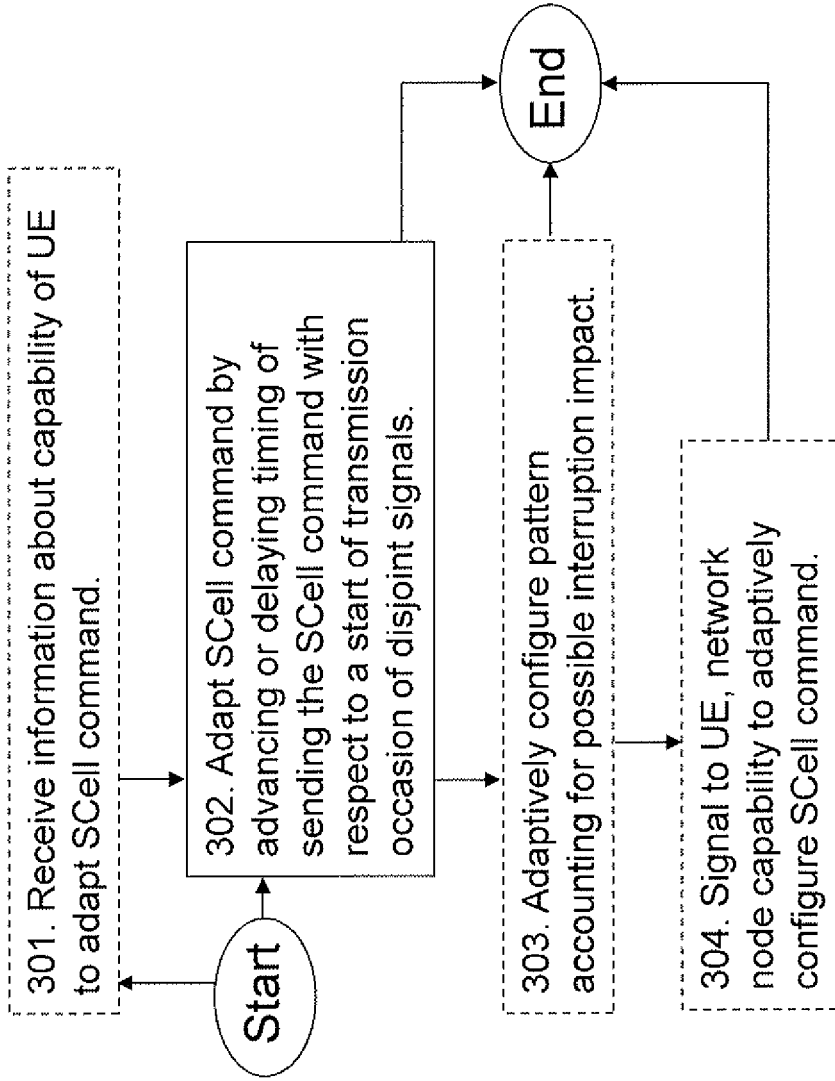 Start
301. Receive information about capability of UE
to adapt SCell command.
302. Adapt SCell command by
advancing or delaying timing of
sending the SCell command with
respect to a start of transmission
occasion of disjoint signals.
303. Adaptively configure pattern
accounting for possible interruption impact.
304. Signal to UE, network
node capability to adaptively
configure SCell command.
End